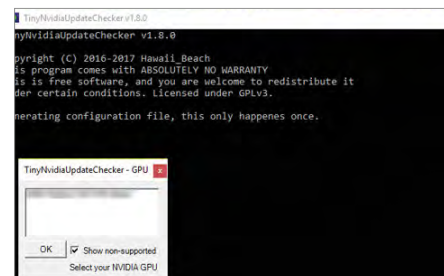 TinyNvidiaUpdateChecker v1.8.0
nyNvidiaUpdateChecker v1.8.0
pyright (C) 2016-2017 Hawaii_Beach
is program comes with ABSOLUTELY NO WARRANTY
is is free software, and you are welcome to redistribute it
der certain conditions. Licensed under GPLv3.
nerating configuration file, this only happenes once.
TinyNvidiaUpdateChecker - GPU
OK
Show non-supported
Select your NVIDIA GPU